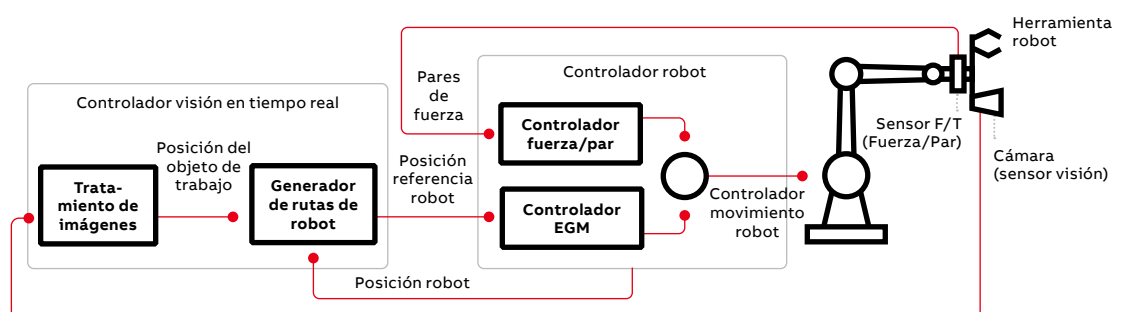 Controlador visión en tiempo real
Trata-
miento de
imágenes
Posición del
objeto de
trabajo
Generador
de rutas de
robot
Posición
referencia
robot
Pares
de
fuerza
Controlador robot
Controlador
fuerza/par
Controlador
EGM
Posición robot
Controlador
movimiento
robot
Sensor F/T
(Fuerza/Par)
Herramienta
robot
Cámara
(sensor visión)